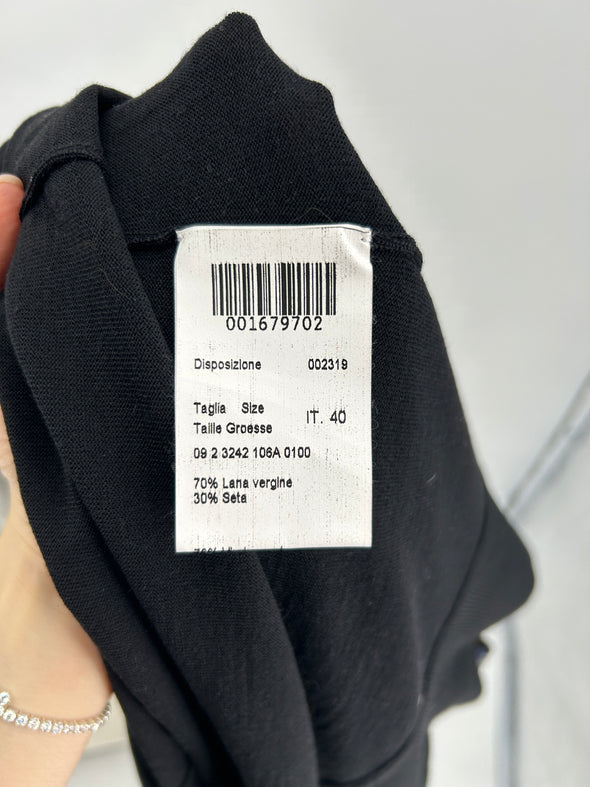 001679702
Disposizione 002319
Taglia Size
IT. 40
Taille Groesse
09 2 3242 106A 0100
70% Lana vergine
30% Seta